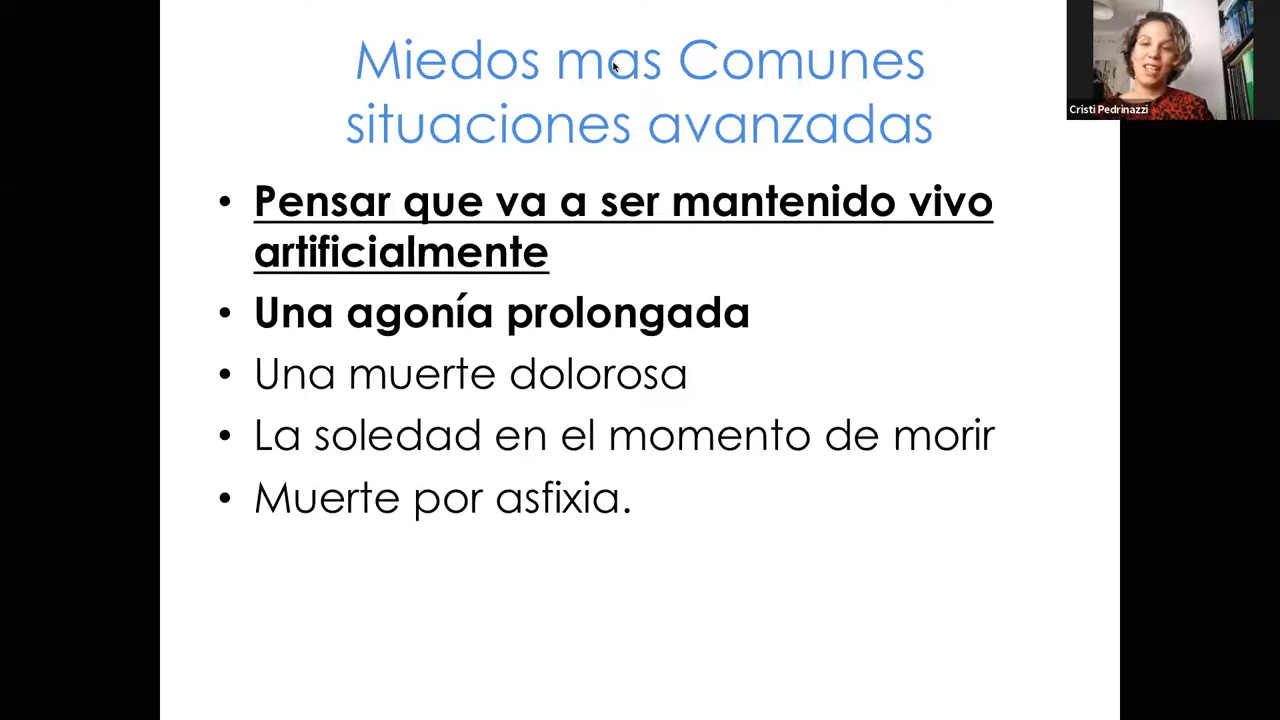 Miedos mas Comunes
situaciones avanzadas
Cristi Pedrinazzi
• Pensar que va a ser mantenido vivo
artificialmente
• Una agonía prolongada
• Una muerte dolorosa
• La soledad en el momento de morir
• Muerte por asfixia.